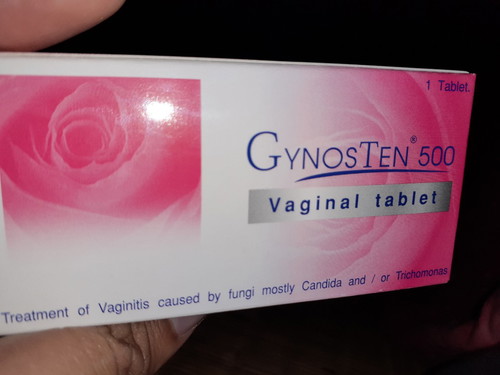 1 Tablet.
GYNOSTEN® 500
Vaginal tablet
Treatment of Vaginitis caused by fungi mostly Candida and / or Trichomonas